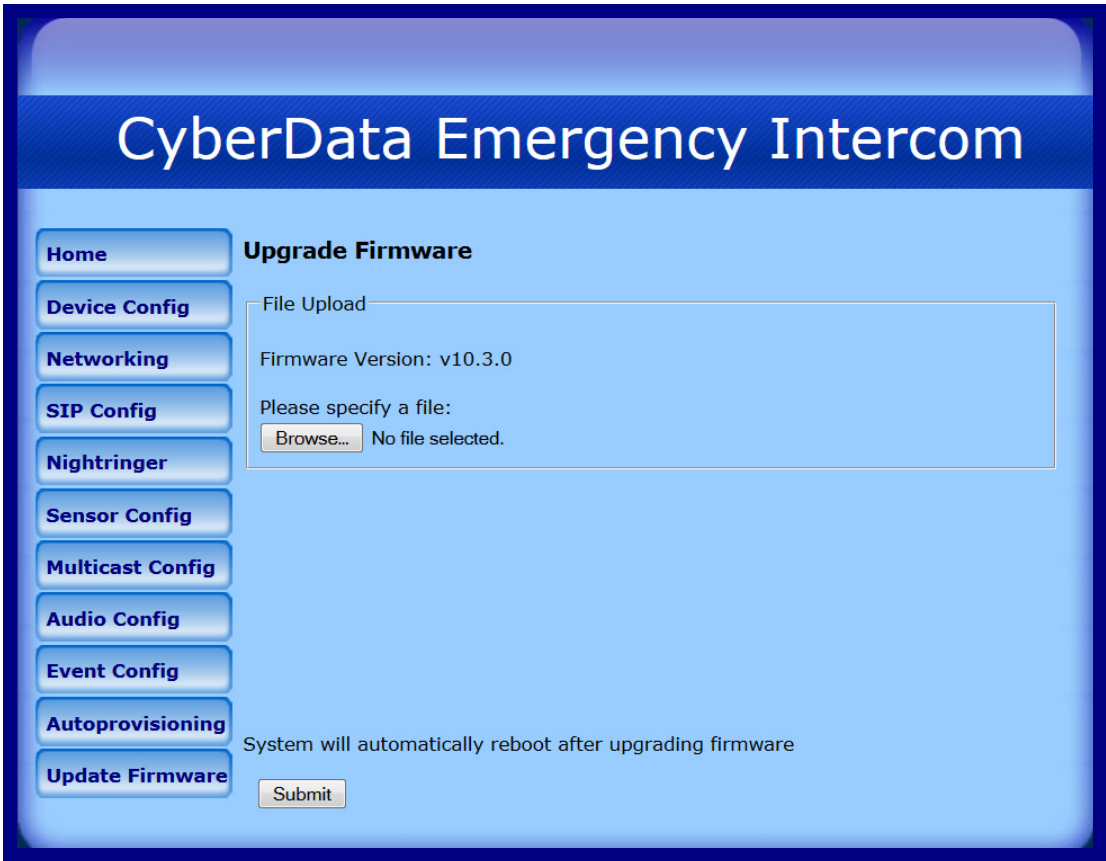 CyberData Emergency Intercom
Home
Device Config
Networking
SIP Config
Nightringer
Sensor Config
Multicast Config
Audio Config
Event Config
Autoprovisioning
Update Firmware
Upgrade Firmware
File Upload
Firmware Version: v10.3.0
Please specify a file:
Browse... No file selected.
System will automatically reboot after upgrading firmware
Submit